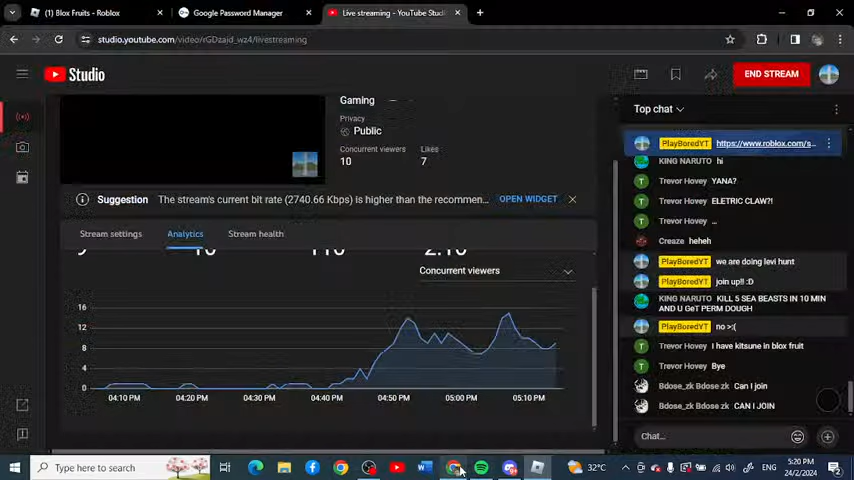 (1) Blox Fruits - Roblox
Google Password Manager
Live streaming - YouTube Studio
studio.youtube.com/video/rGDzaid_wz4/livestreaming
Studio
END STREAM
Gaming
Privacy
Public
Concurrent viewers
Likes
10
7
Suggestion The stream's current bit rate (2740.66 Kbps) is higher than the recommen...
OPEN WIDGET
Stream settings
Analytics
Stream health
Concurrent viewers
16
12
8
4
0
04:10 PM
04:20 PM
04:30 PM
04:40 PM
04:50 PM
05:00 PM
05:10 PM
Top chat
PlayBoredYT https://www.roblox.com/s...
KING NARUTO hi
Trevor Hovey YANA?
Trevor Hovey ELETRIC CLAW?!
Trevor Hovey ...
Creaze heheh
PlayBoredYT we are doing levi hunt
PlayBoredYT join up!! :D
KING NARUTO KILL 5 SEA BEASTS IN 10 MIN
AND U GeT PERM DOUGH
PlayBoredYT no >:(
Trevor Hovey I have kitsune in blox fruit
Trevor Hovey Bye
Bdose_zk Bdose zk Can I join
Bdose_zk Bdose zk CAN I JOIN
Chat...
Type here to search
32°C
ENG
5:20 PM
24/2/2024
2